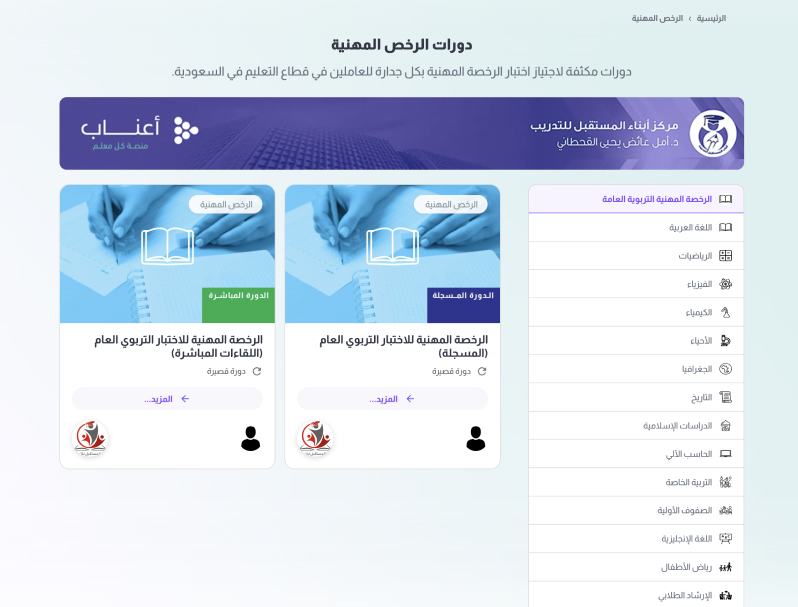 الرئيسية › الرخص المهنية
دورات الرخص المهنية
دورات مكثفة لاجتياز اختبار الرخصة المهنية بكل جدارة للعاملين في قطاع التعليم في السعودية.
مركز أبناء المستقبل للتدريب
د. أمل عائض يحيى القحطاني
أعنــاب
منصة كل معلم
الرخصة المهنية التربوية العامة
اللغة العربية
الرياضيات
الفيزياء
الكيمياء
الأحياء
الجغرافيا
التاريخ
الدراسات الإسلامية
الحاسب الآلي
التربية الخاصة
الصفوف الأولية
اللغة الإنجليزية
رياض الأطفال
الإرشاد الطلابي
الرخص المهنية
الدورة المسجلة
الرخصة المهنية للاختبار التربوي العام
(المسجلة)
دورة قصيرة
المزيد...
الرخص المهنية
الدورة المباشرة
الرخصة المهنية للاختبار التربوي العام
(اللقاءات المباشرة)
دورة قصيرة
المزيد...